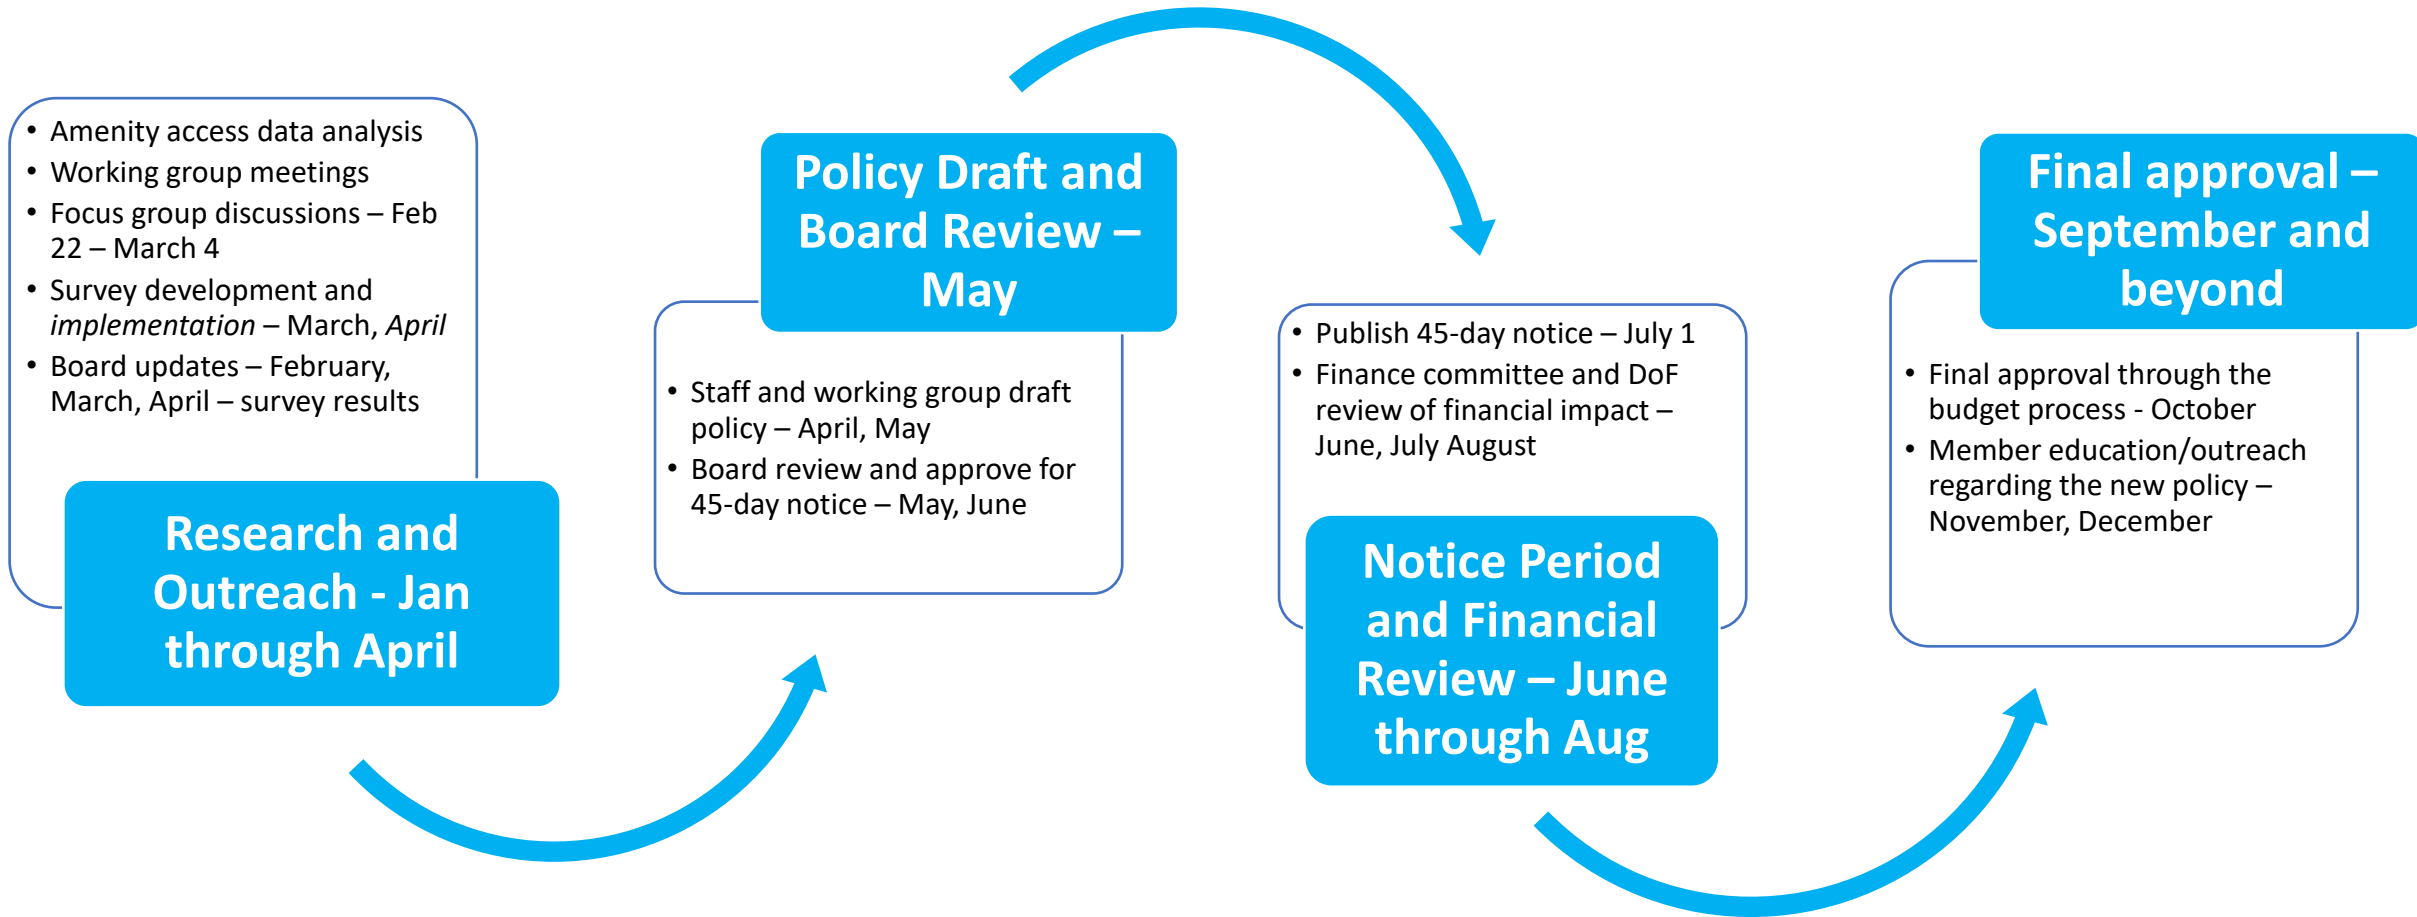 • Amenity access data analysis
• Working group meetings
• Focus group discussions – Feb
22 – March 4
• Survey development and
implementation – March, April
• Board updates – February,
March, April – survey results
Research and
Outreach - Jan
through April
Policy Draft and
Board Review –
May
• Staff and working group draft
policy – April, May
• Board review and approve for
45-day notice – May, June
• Publish 45-day notice – July 1
• Finance committee and DoF
review of financial impact –
June, July August
Notice Period
and Financial
Review – June
through Aug
Final approval –
September and
beyond
• Final approval through the
budget process - October
• Member education/outreach
regarding the new policy –
November, December